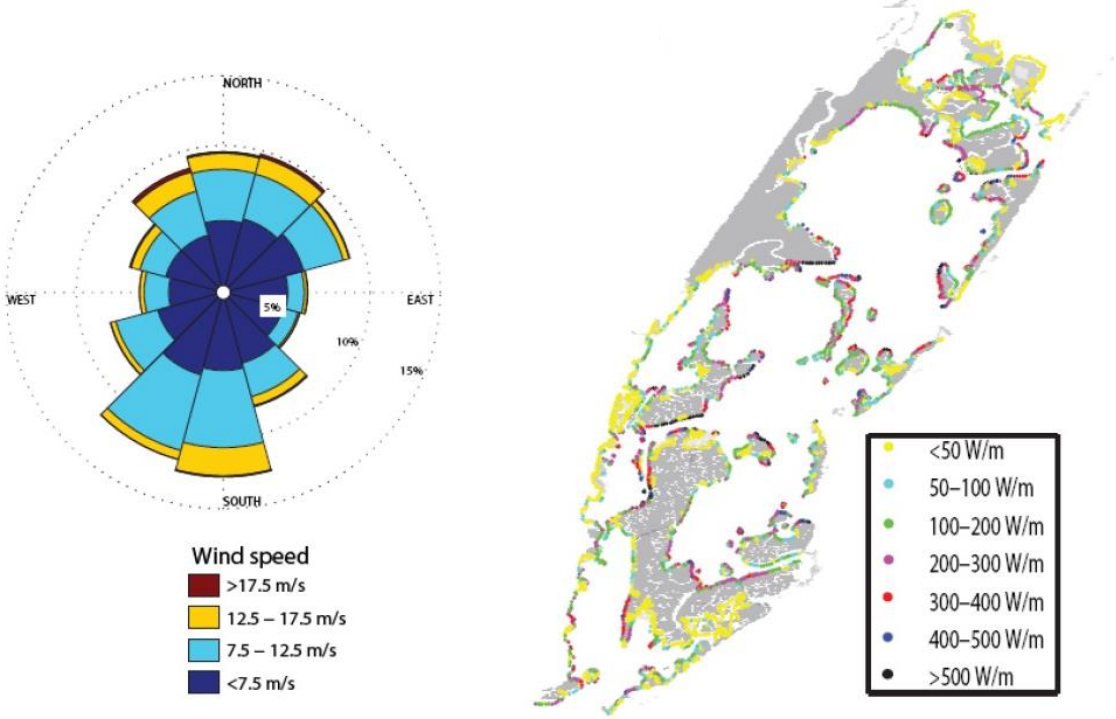 NORTH
WEST
EAST
5%
10%
15%
SOUTH
Wind speed
>17.5 m/s
12.5 – 17.5 m/s
7.5 – 12.5 m/s
<7.5 m/s
<50 W/m
50–100 W/m
100–200 W/m
200–300 W/m
300–400 W/m
400–500 W/m
>500 W/m